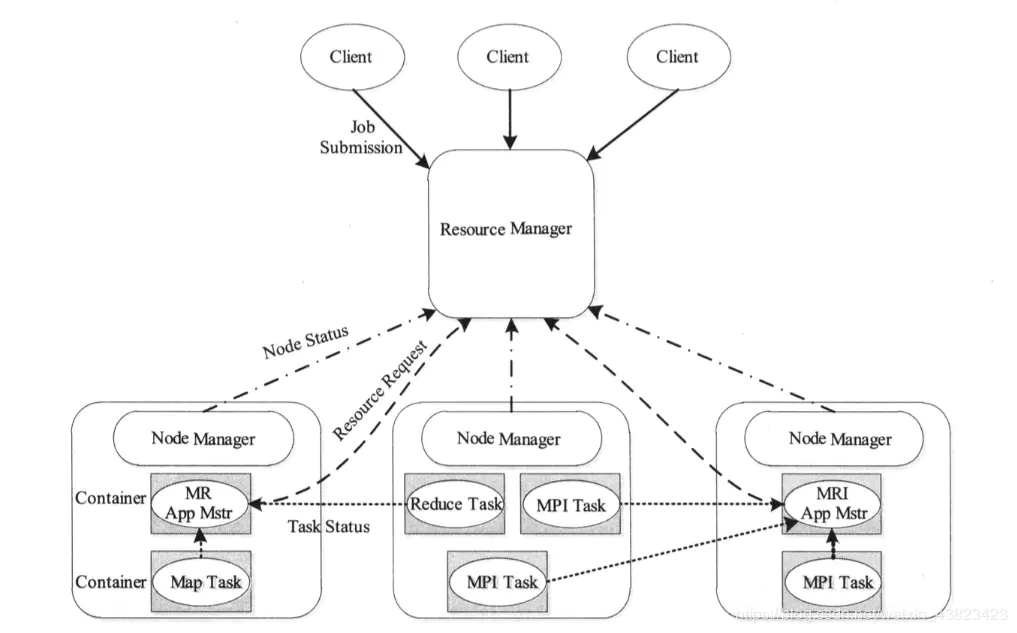 Client
Client
Client
Job
Submission
Resource Manager
Node Status
Resource Request
Node Manager
Node Manager
Node Manager
Container
MR
App Mstr
Reduce Task
MPI Task
MRI
App Mstr
Task Status
Container
Map Task
MPI Task
MPI Task
https://blog.csdn.net/weixin_43823423